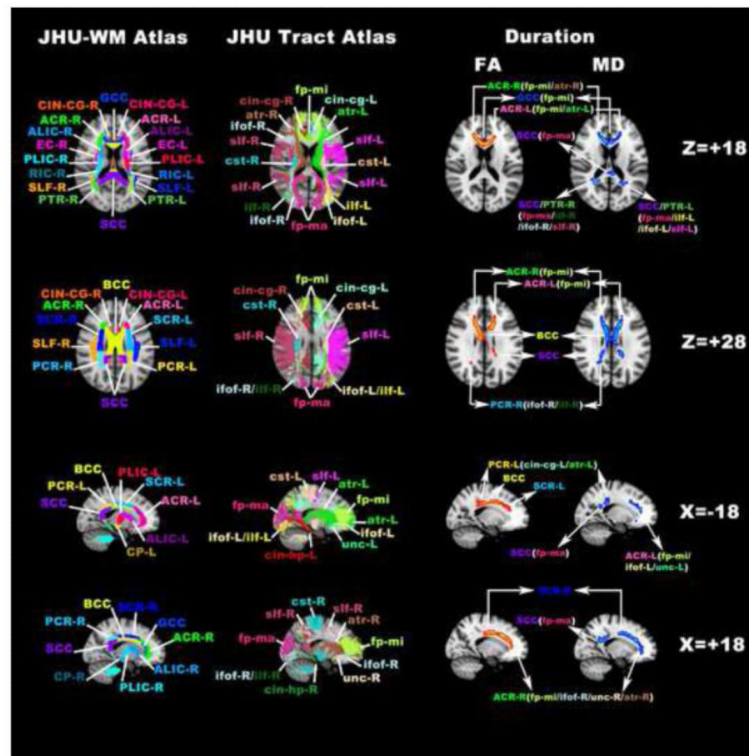 JHU-WM Atlas
JHU Tract Atlas
Duration
FA
MD
GCC
CIN-CG-R
CIN-CG-L
ACR-R
ACR-L
ALIC-R
ALIC-L
EC-R
EC-L
PLIC-R
PLIC-L
RIC-R
RIC-L
SLF-R
SLF-L
PTR-R
PTR-L
SCC
fp-mi
cin-cg-R
cin-cg-L
atr-R
atr-L
ifof-R
slf-R
slf-L
cst-R
cst-L
slf-R
slf-L
ilf-R
ilf-L
ifof-R
ifof-L
fp-ma
ACR-R(fp-mi/atr-R)
GCC(fp-mi)
ACR-L(fp-mi/atr-L)
SCC(fp-ma)
SCC/PTR-R
(fp-ma/ilf-R
/ifof-R/slf-R)
SCC/PTR-L
(fp-ma/ilf-L
/ifof-L/slf-L)
Z=+18
BCC
CIN-CG-R
CIN-CG-L
ACR-R
ACR-L
SCR-R
SCR-L
SLF-R
SLF-L
PCR-R
PCR-L
SCC
fp-mi
cin-cg-R
cin-cg-L
cst-R
cst-L
slf-R
slf-L
ifof-R/ilf-R
ifof-L/ilf-L
fp-ma
ACR-R(fp-mi)
ACR-L(fp-mi)
BCC
SCC
PCR-R(ifof-R/ilf-R)
Z=+28
BCC
PLIC-L
PCR-L
SCR-L
SCC
ACR-L
ALIC-L
CP-L
cst-L
slf-L
atr-L
fp-ma
fp-mi
atr-L
ifof-L/ilf-L
ifof-L
unc-L
cin-hp-L
PCR-L(cin-cg-L/atr-L)
BCC
SCR-L
SCC(fp-ma)
ACR-L(fp-mi/
ifof-L/unc-L)
X=-18
BCC
SCR-R
PCR-R
GCC
SCC
ACR-R
CP-R
ALIC-R
PLIC-R
cst-R
slf-R
slf-R
atr-R
fp-ma
fp-mi
ifof-R
ifof-R/ilf-R
unc-R
cin-hp-R
SCR-R
SCC(fp-ma)
ACR-R(fp-mi/ifof-R/unc-R/atr-R)
X=+18